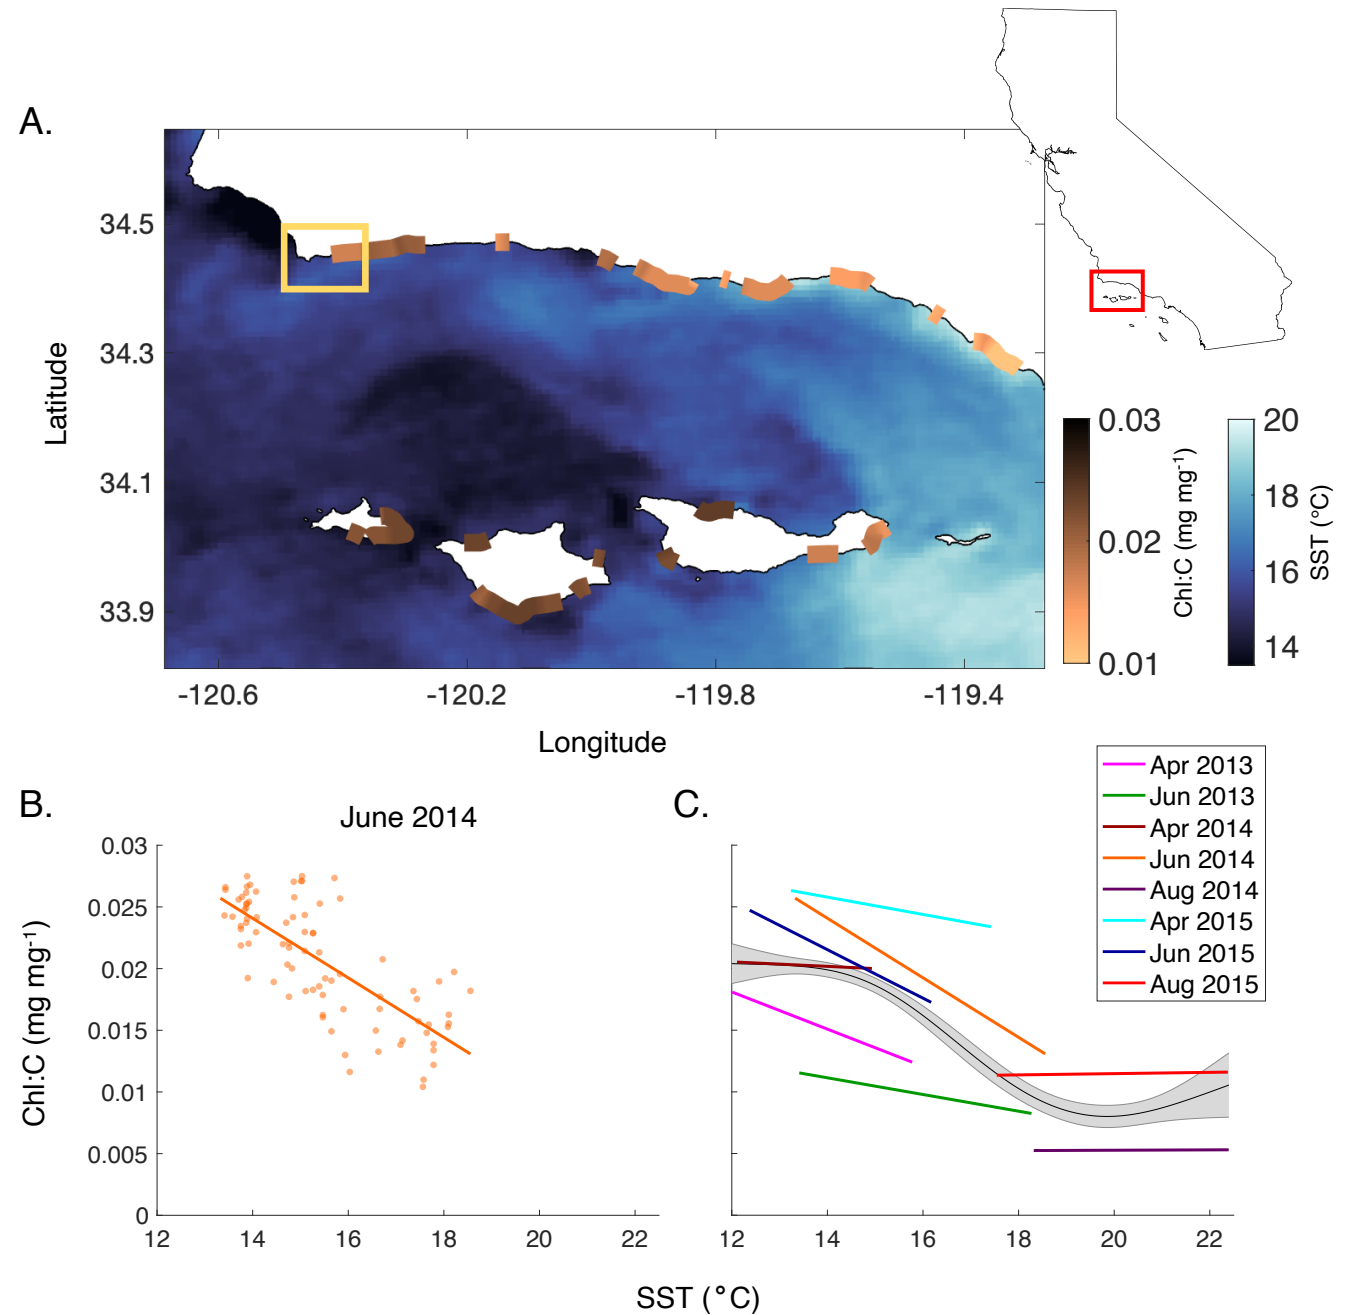 A.
34.5
34.3
34.1
33.9
Latitude
-120.6
-120.2
-119.8
-119.4
Longitude
0.03
0.02
0.01
Chl:C (mg mg⁻¹)
20
18
16
14
SST (°C)
B.
June 2014
0.03
0.025
0.02
0.015
0.01
0.005
0
12
14
16
18
20
22
Chl:C (mg mg⁻¹)
C.
Apr 2013
Jun 2013
Apr 2014
Jun 2014
Aug 2014
Apr 2015
Jun 2015
Aug 2015
12
14
16
18
20
22
SST (°C)